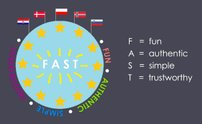 FAST
FUN
AUTHENTIC
SIMPLE
F = fun
A = authentic
S = simple
T = trustworthy